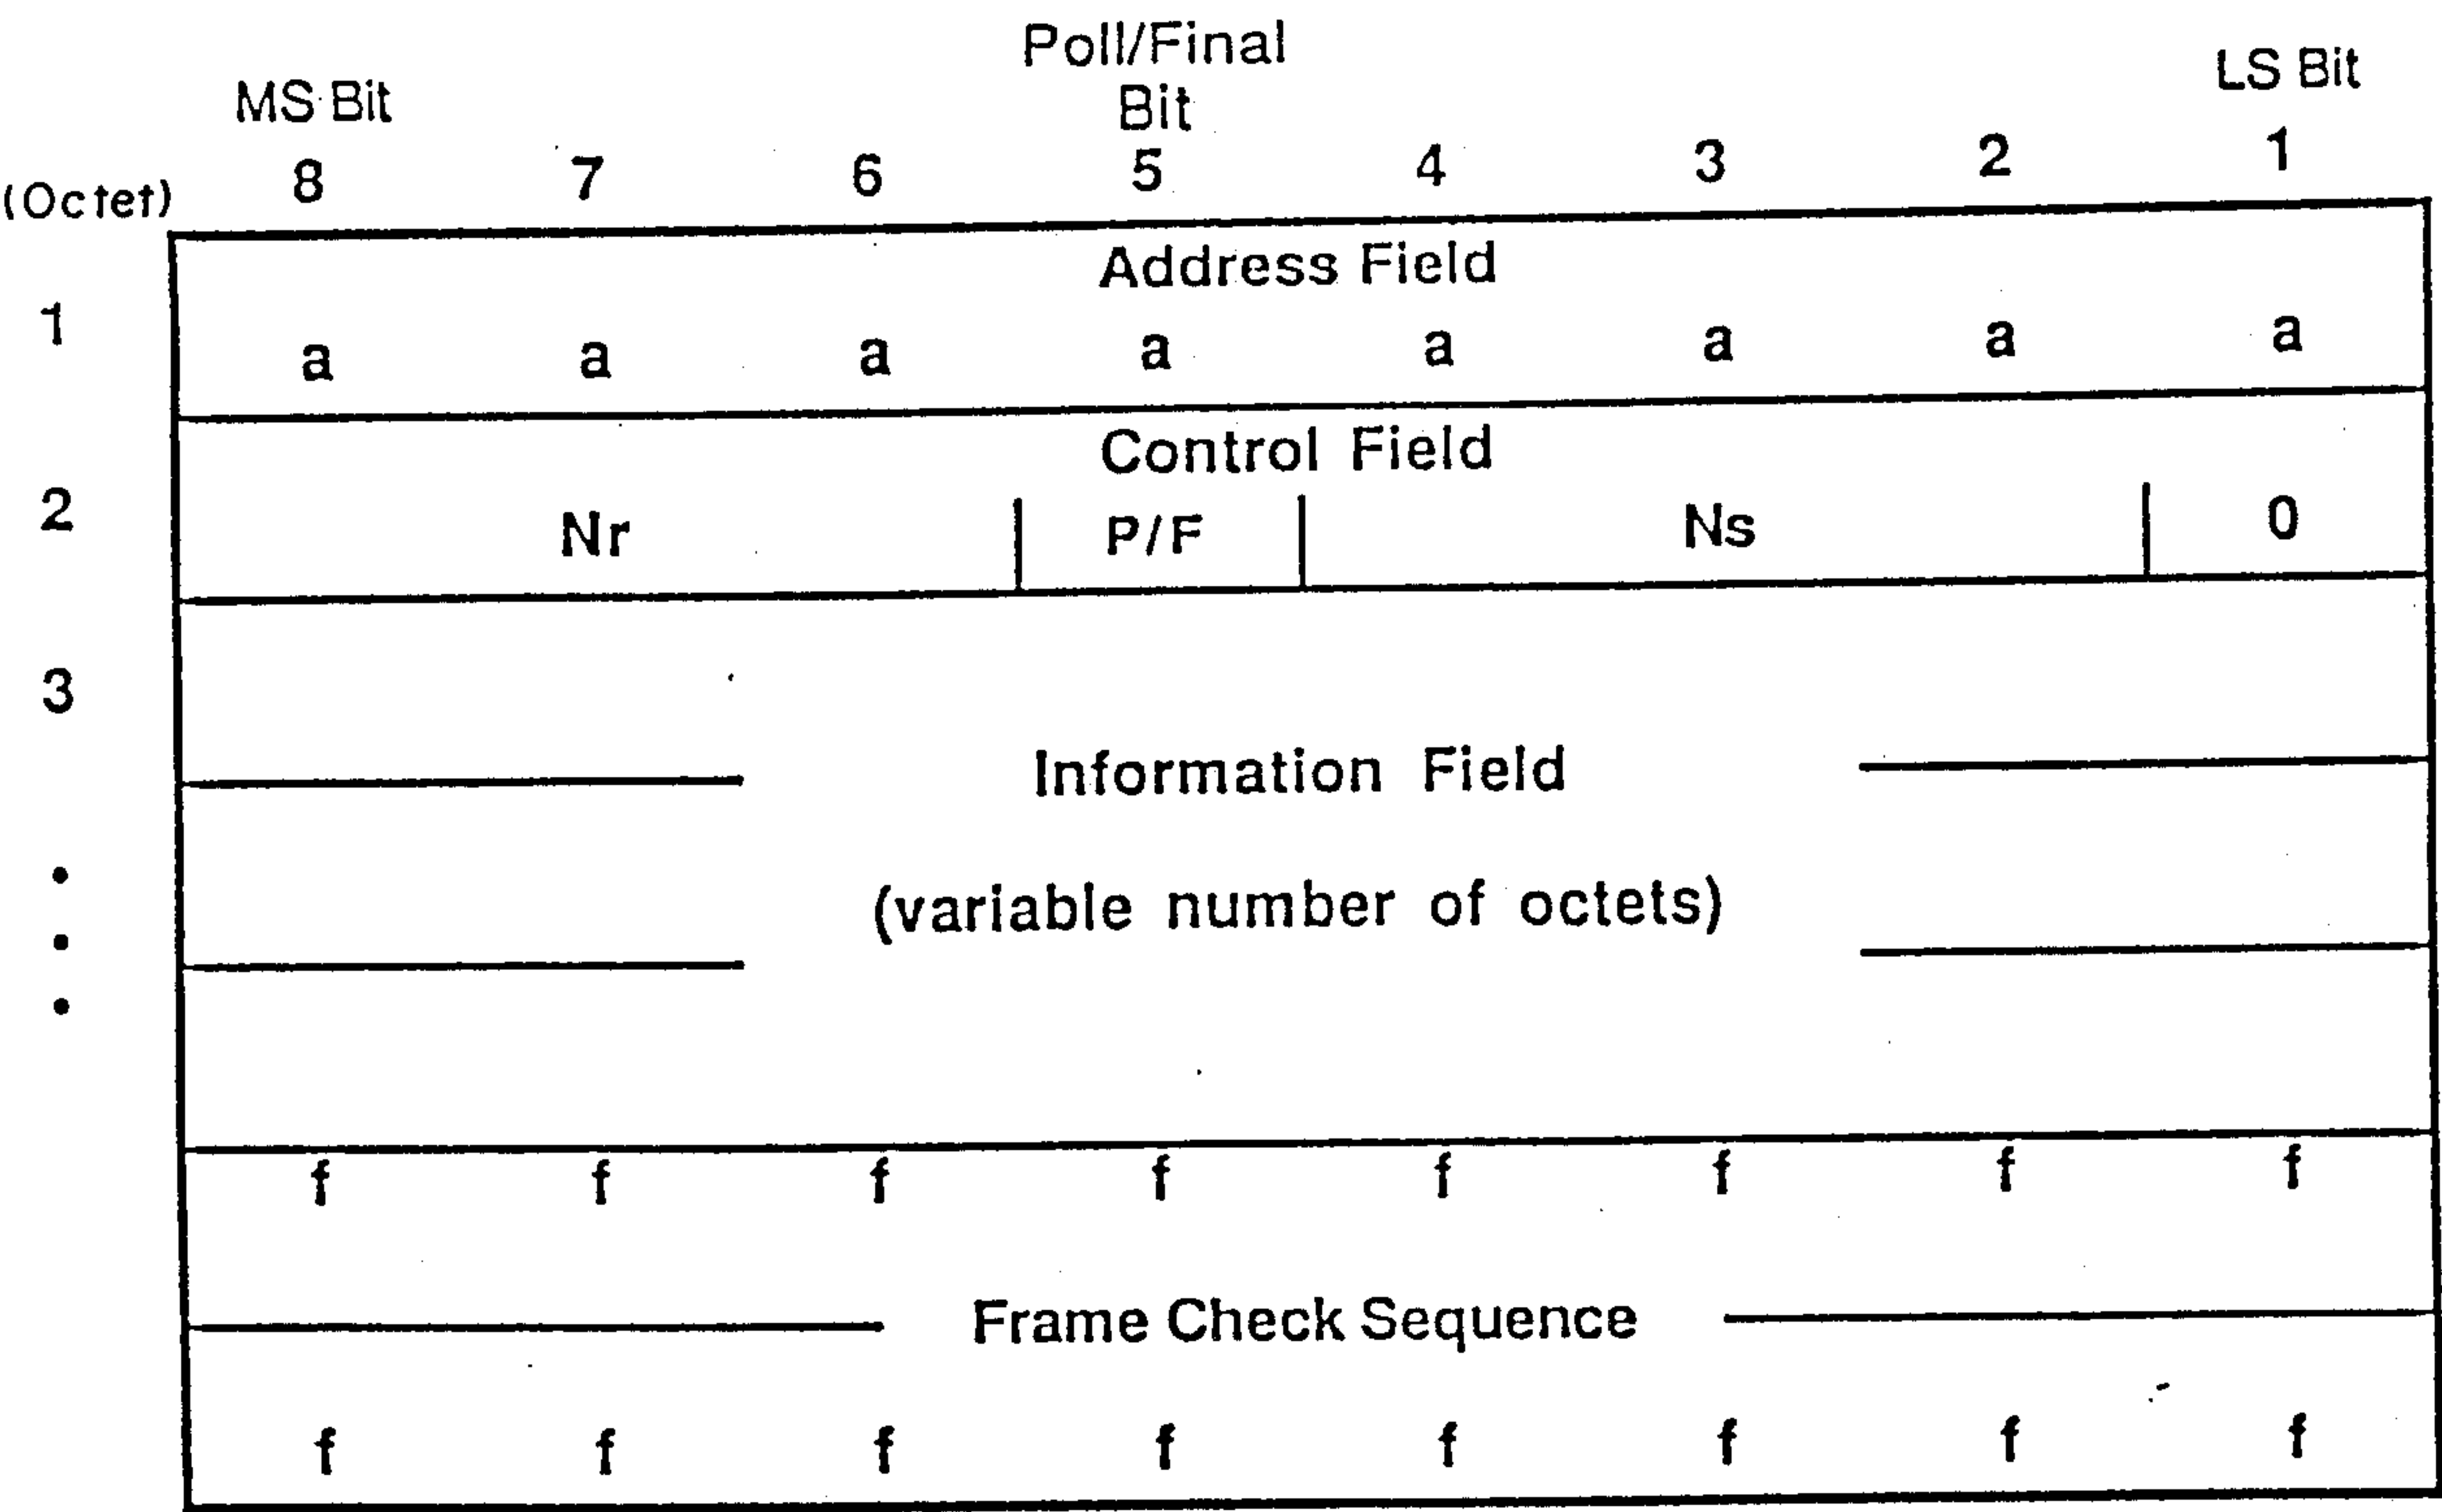 Poll/Final
MS Bit Bit LS Bit
(Octet) 8 7 6 5 4 3 2 1
Address Field
1 a a a a a a a a
Control Field
2 Nr P/F Ns 0
3
Information Field
(variable number of octets)
f f f f f f f f
Frame Check Sequence
f f f f f f f f